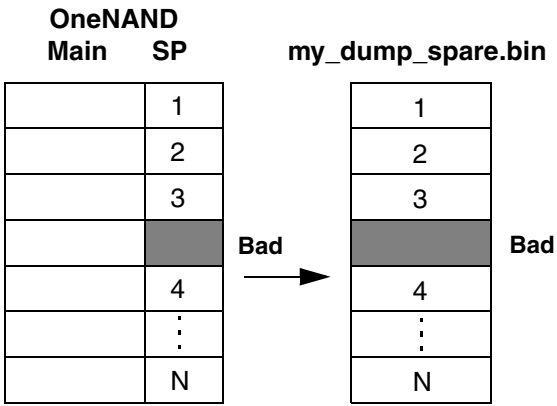 OneNAND
Main SP my_dump_spare.bin
1 1
2 2
3 3
Bad Bad
4 4
N N